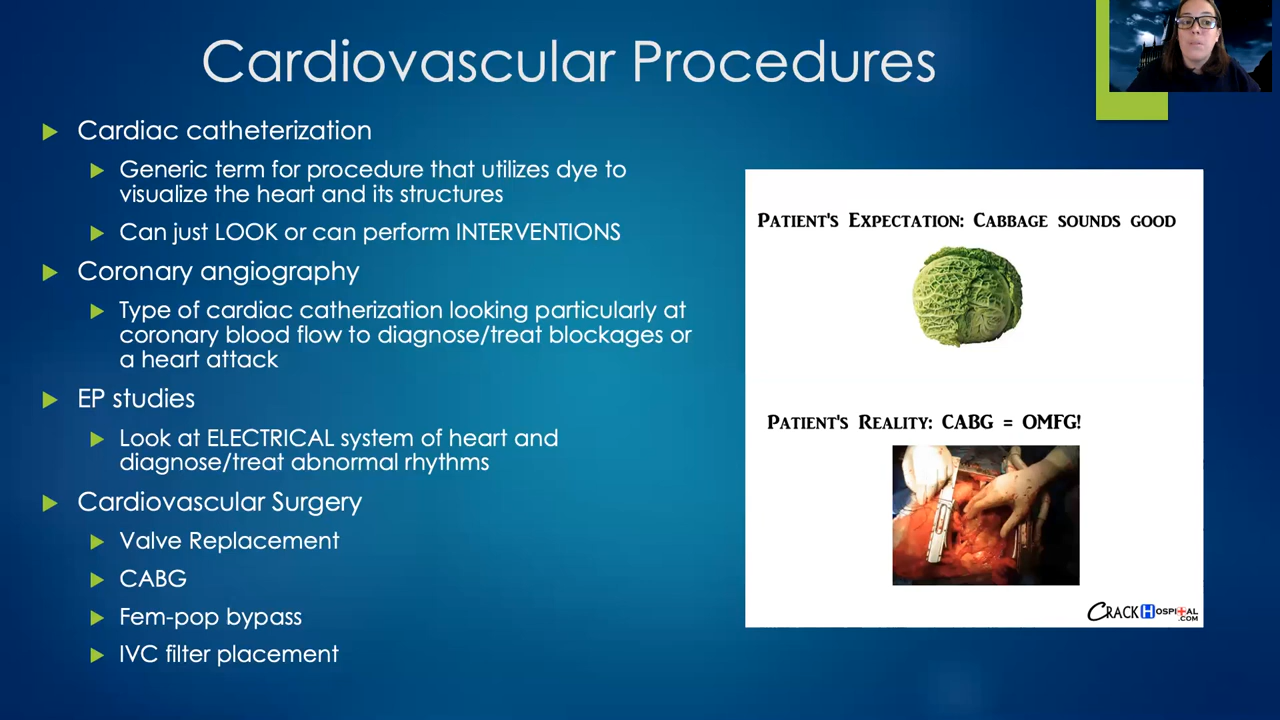 Cardiovascular Procedures
Cardiac catheterization
Generic term for procedure that utilizes dye to
visualize the heart and its structures
Can just LOOK or can perform INTERVENTIONS
Coronary angiography
Type of cardiac catherization looking particularly at
coronary blood flow to diagnose/treat blockages or
a heart attack
EP studies
Look at ELECTRICAL system of heart and
diagnose/treat abnormal rhythms
Cardiovascular Surgery
Valve Replacement
CABG
Fem-pop bypass
IVC filter placement
Patient's Expectation: Cabbage sounds good
Patient's Reality: CABG = OMFG!
CrackHospital
.com